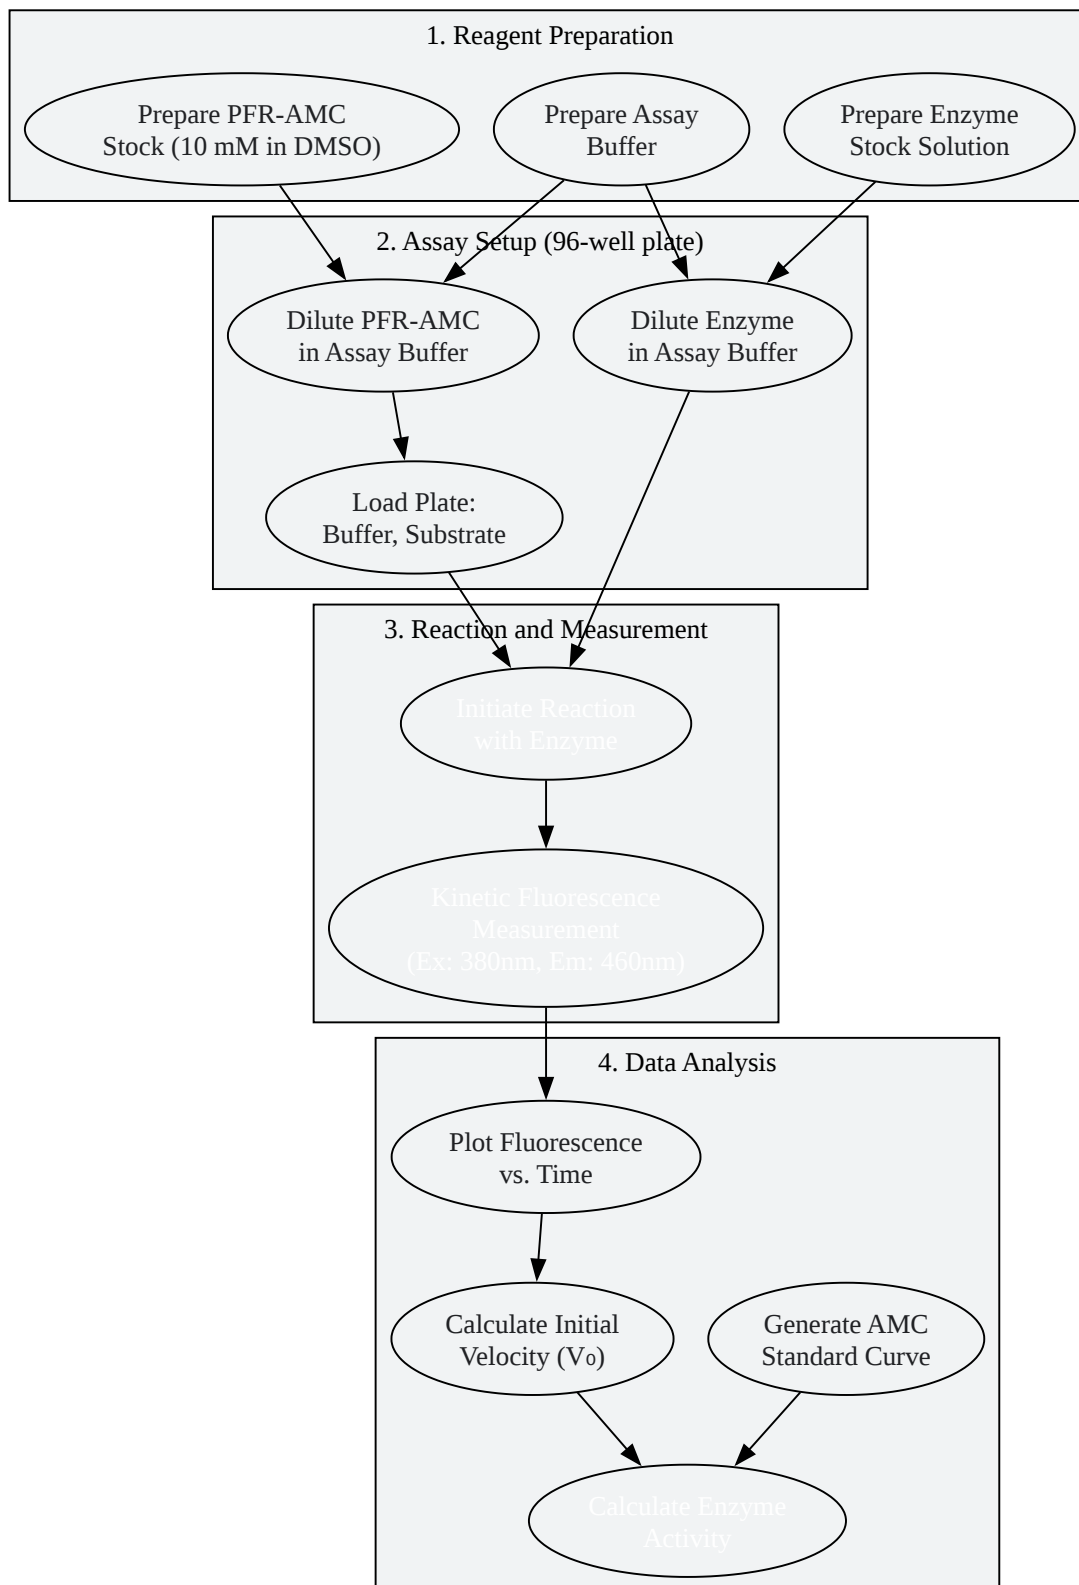 1. Reagent Preparation
Prepare PFR-AMC
Stock (10 mM in DMSO)
Prepare Assay
Buffer
Prepare Enzyme
Stock Solution
2. Assay Setup (96-well plate)
Dilute PFR-AMC
in Assay Buffer
Dilute Enzyme
in Assay Buffer
Load Plate:
Buffer, Substrate
3. Reaction and Measurement
Initiate Reaction
with Enzyme
Kinetic Fluorescence
Measurement
(Ex: 380nm, Em: 460nm)
4. Data Analysis
Plot Fluorescence
vs. Time
Calculate Initial
Velocity (V₀)
Generate AMC
Standard Curve
Calculate Enzyme
Activity